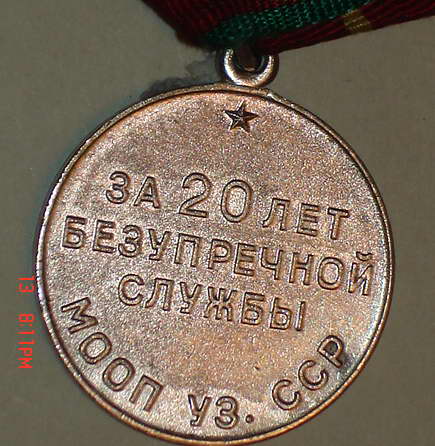 ЗА 20 ЛЕТ
БЕЗУПРЕЧНОЙ
СЛУЖБЫ
МООП УЗ. ССР
13 8:11PM